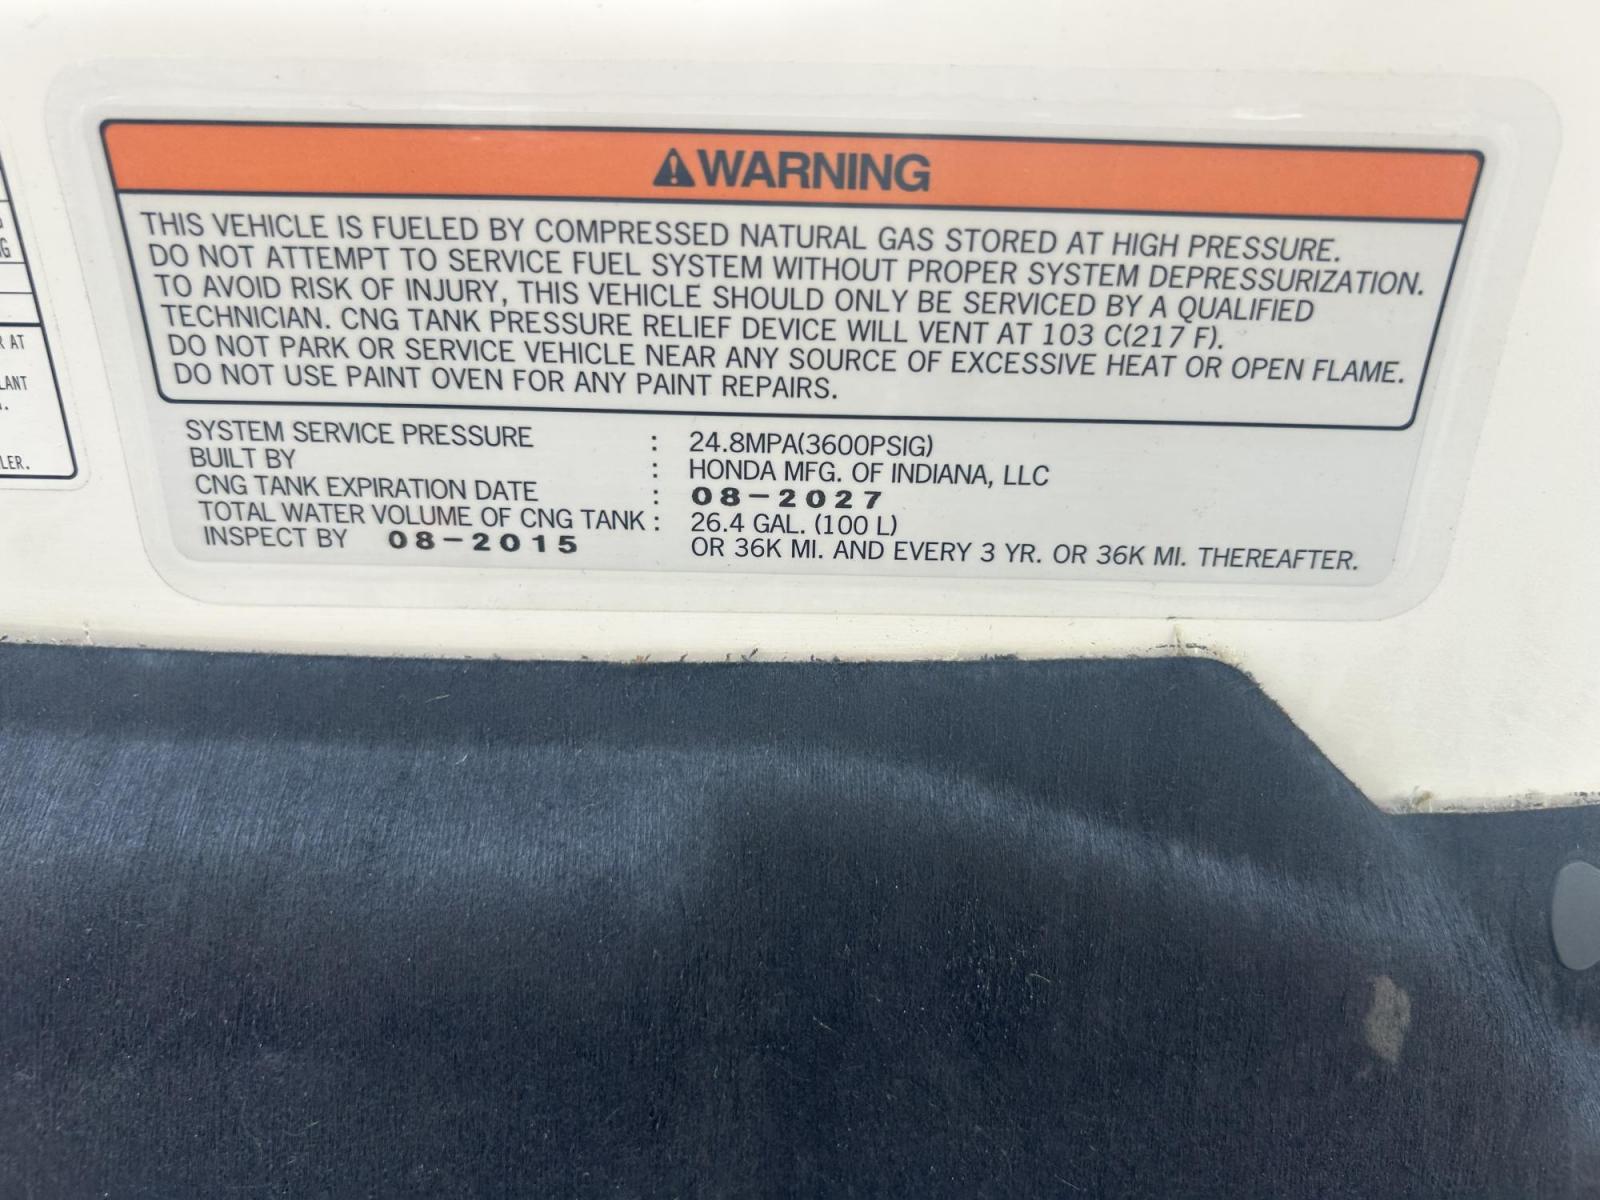 WARNING
THIS VEHICLE IS FUELED BY COMPRESSED NATURAL GAS STORED AT HIGH PRESSURE.
DO NOT ATTEMPT TO SERVICE FUEL SYSTEM WITHOUT PROPER SYSTEM DEPRESSURIZATION.
TO AVOID RISK OF INJURY, THIS VEHICLE SHOULD ONLY BE SERVICED BY A QUALIFIED
TECHNICIAN. CNG TANK PRESSURE RELIEF DEVICE WILL VENT AT 103 C(217 F).
DO NOT PARK OR SERVICE VEHICLE NEAR ANY SOURCE OF EXCESSIVE HEAT OR OPEN FLAME.
DO NOT USE PAINT OVEN FOR ANY PAINT REPAIRS.
SYSTEM SERVICE PRESSURE : 24.8MPA(3600PSIG)
BUILT BY : HONDA MFG. OF INDIANA, LLC
CNG TANK EXPIRATION DATE : 08-2027
TOTAL WATER VOLUME OF CNG TANK : 26.4 GAL. (100 L)
INSPECT BY 08-2015 OR 36K MI. AND EVERY 3 YR. OR 36K MI. THEREAFTER.